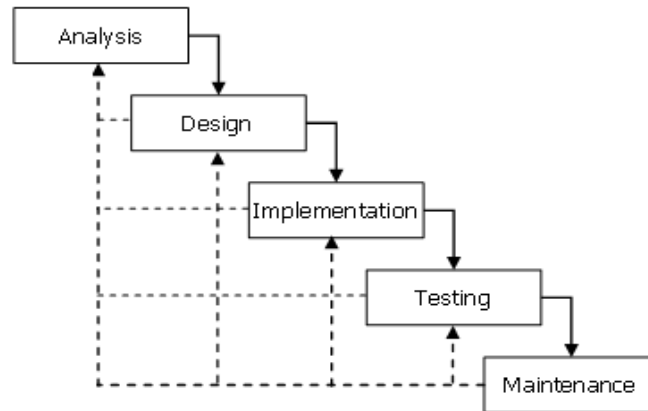 Analysis
Design
Implementation
Testing
Maintenance